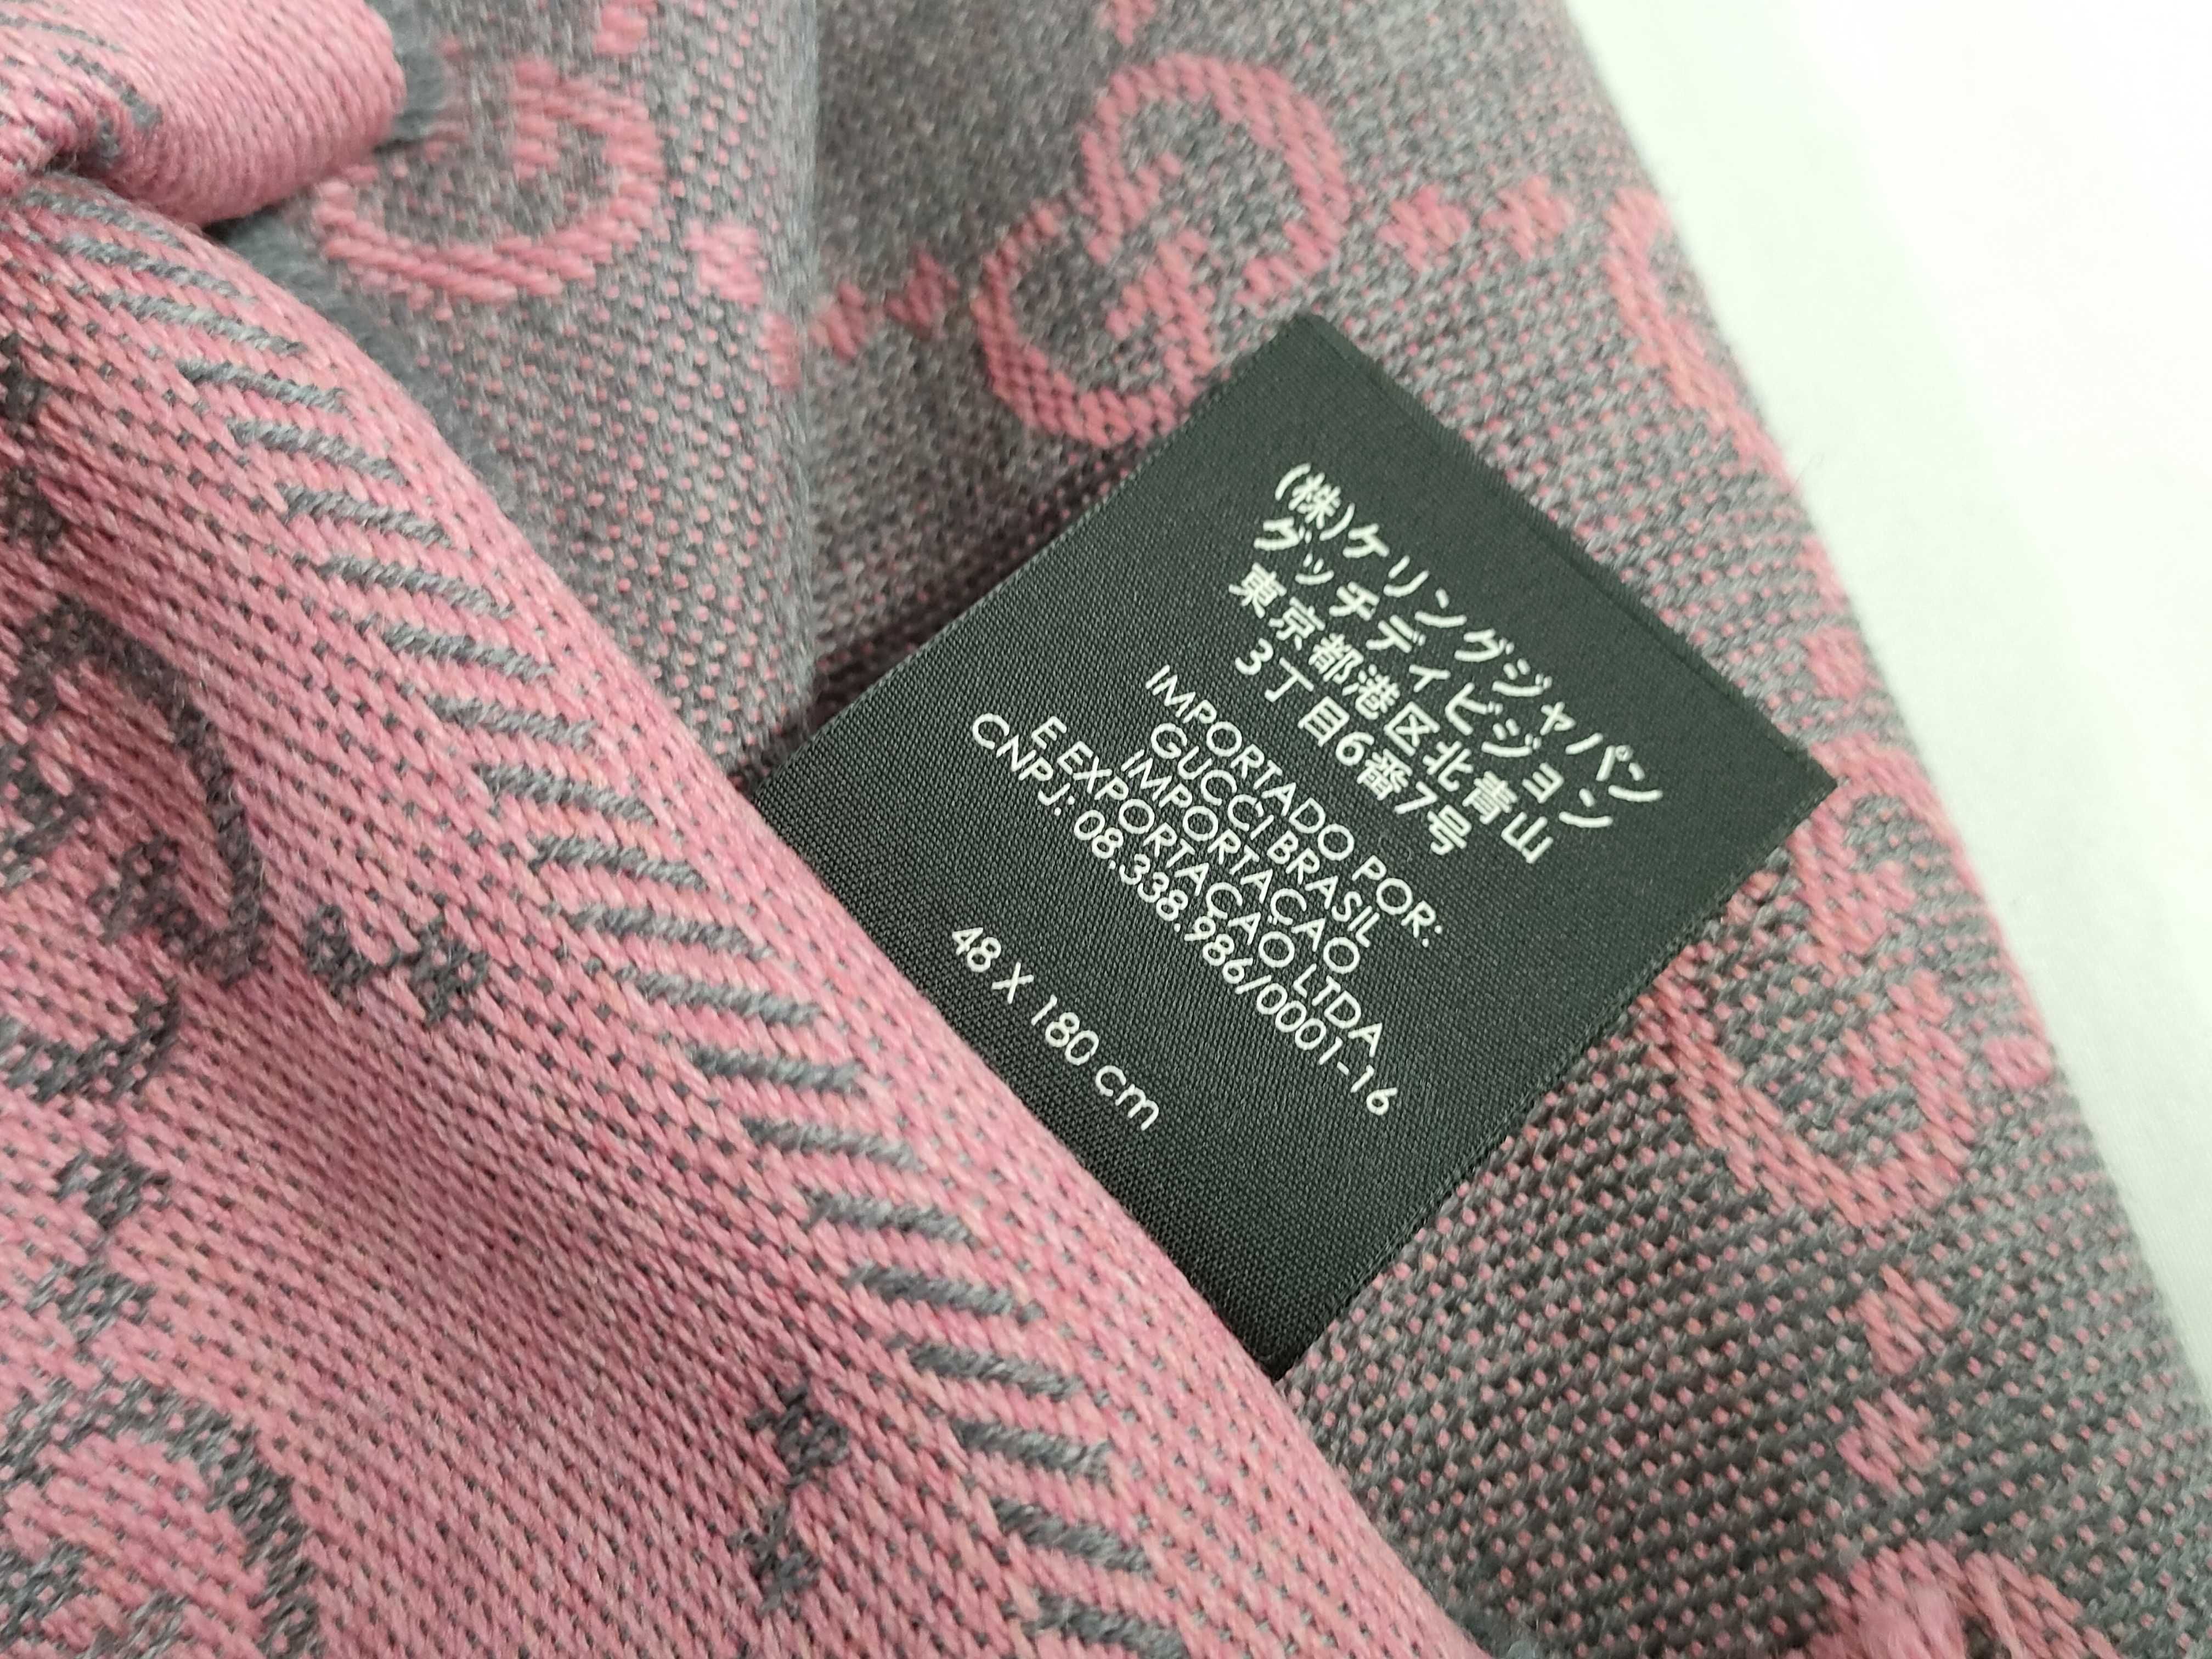 (株)ケリングジャパン
グッチディビジョン
東京都港区北青山
3丁目6番7号
IMPORTADO POR:
GUCCI BRASIL
IMPORTAÇAO
E EXPORTAÇAO LTDA
CNPJ: 08.338.986/0001-16
48 X 180 cm